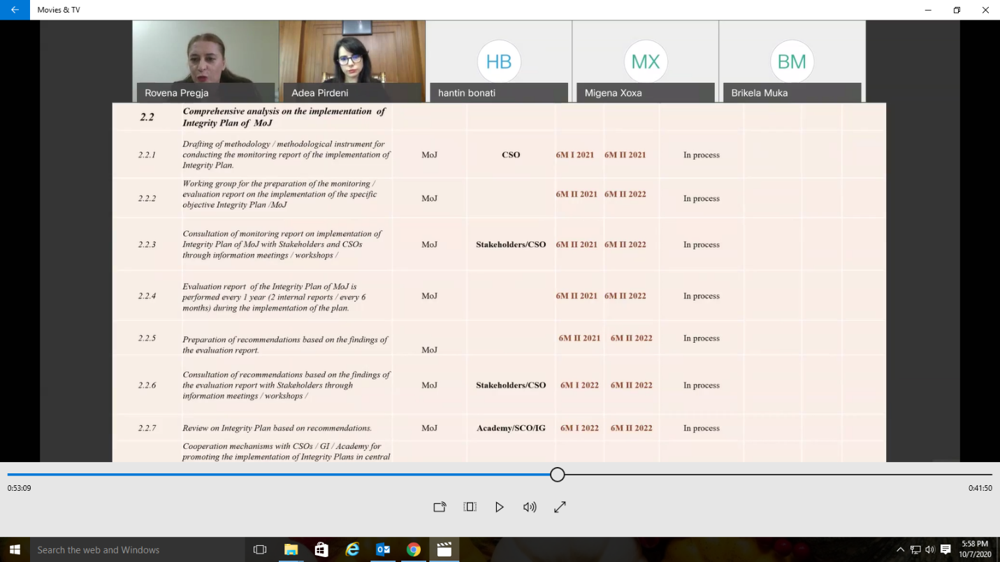 Movies & TV
HB
MX
BM
Rovena Pregja
Adea Pirdeni
hantin bonati
Migena Xoxa
Brikela Muka
2.2
Comprehensive analysis on the implementation of
Integrity Plan of MoJ
2.2.1
Drafting of methodology / methodological instrument for
conducting the monitoring report of the implementation of
Integrity Plan.
MoJ
CSO
6M I 2021
6M II 2021
In process
2.2.2
Working group for the preparation of the monitoring /
evaluation report on the implementation of the specific
objective Integrity Plan /MoJ
MoJ
6M II 2021
6M II 2022
In process
2.2.3
Consultation of monitoring report on implementation of
Integrity Plan of MoJ with Stakeholders and CSOs
through information meetings / workshops /
MoJ
Stakeholders/CSO
6M II 2021
6M II 2022
In process
2.2.4
Evaluation report of the Integrity Plan of MoJ is
performed every 1 year (2 internal reports / every 6
months) during the implementation of the plan.
MoJ
6M II 2021
6M II 2022
In process
2.2.5
Preparation of recommendations based on the findings of
the evaluation report.
MoJ
6M II 2021
6M II 2022
In process
2.2.6
Consultation of recommendations based on the findings of
the evaluation report with Stakeholders through
information meetings / workshops /
MoJ
Stakeholders/CSO
6M I 2022
6M II 2022
In process
2.2.7
Review on Integrity Plan based on recommendations.
MoJ
Academy/SCO/IG
6M I 2022
6M II 2022
In process
Cooperation mechanisms with CSOs / GI / Academy for
promoting the implementation of Integrity Plans in central
0:53:09
0:41:50
Search the web and Windows
5:58 PM
10/7/2020